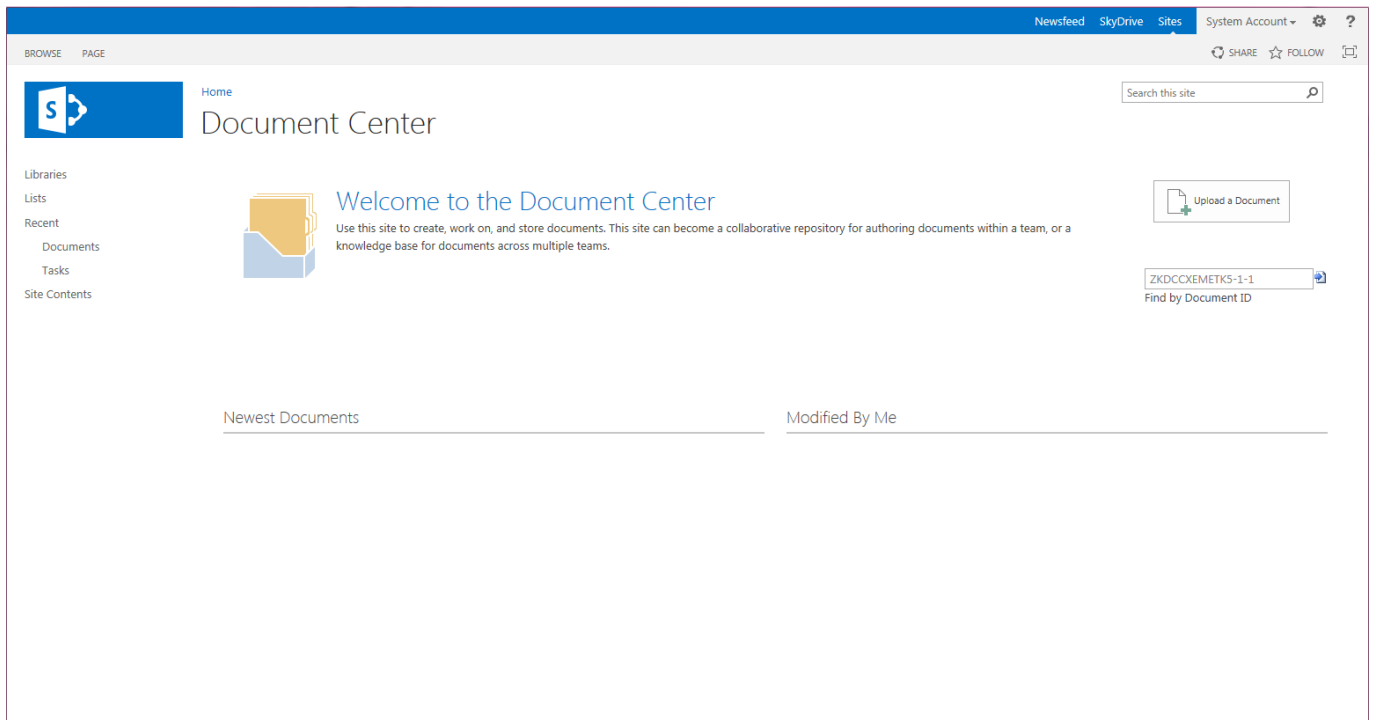 Newsfeed SkyDrive Sites System Account ?
BROWSE PAGE SHARE FOLLOW
S
Home
Search this site
Document Center
Libraries
Lists
Recent
Documents
Tasks
Site Contents
Welcome to the Document Center
Use this site to create, work on, and store documents. This site can become a collaborative repository for authoring documents within a team, or a
knowledge base for documents across multiple teams.
Upload a Document
ZKDCCXEMETK5-1-1
Find by Document ID
Newest Documents
Modified By Me